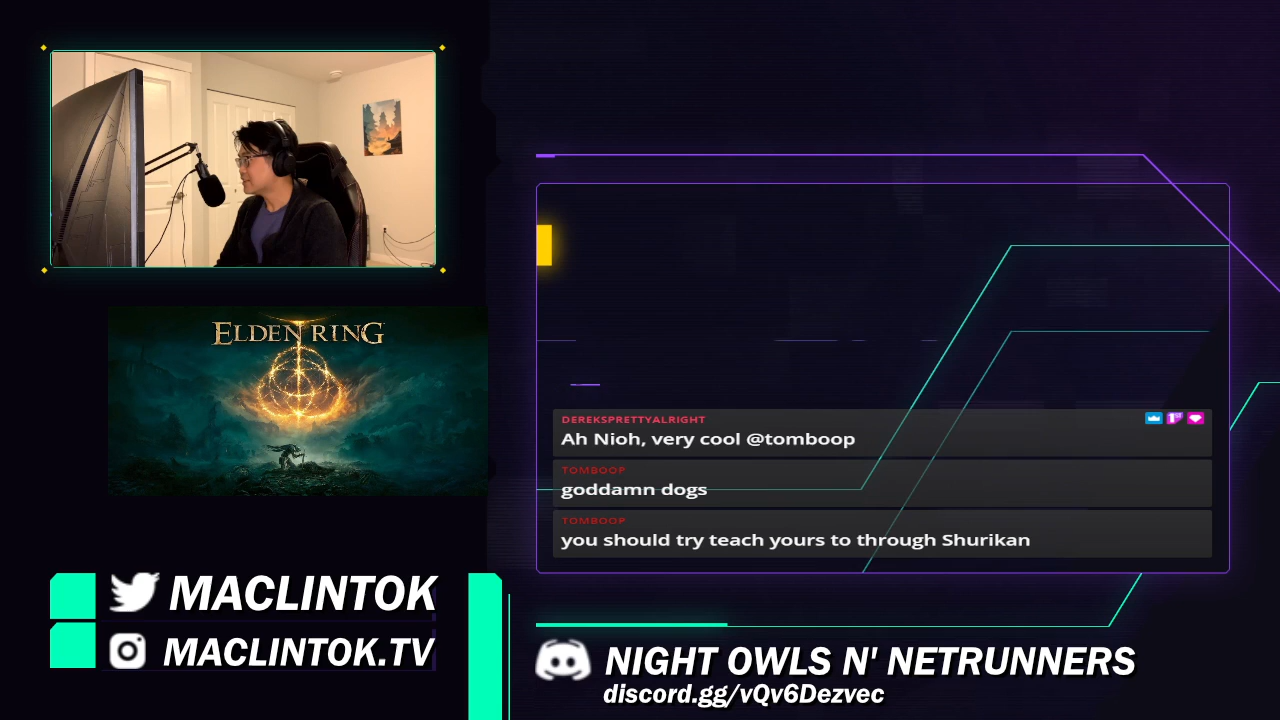 ELDEN RING
DEREKSPRETTYALRIGHT
Ah Nioh, very cool @tomboop
TOMBOOP
goddamn dogs
TOMBOOP
you should try teach yours to through Shurikan
MACLINTOK
MACLINTOK.TV
NIGHT OWLS N' NETRUNNERS
discord.gg/vQv6Dezvec